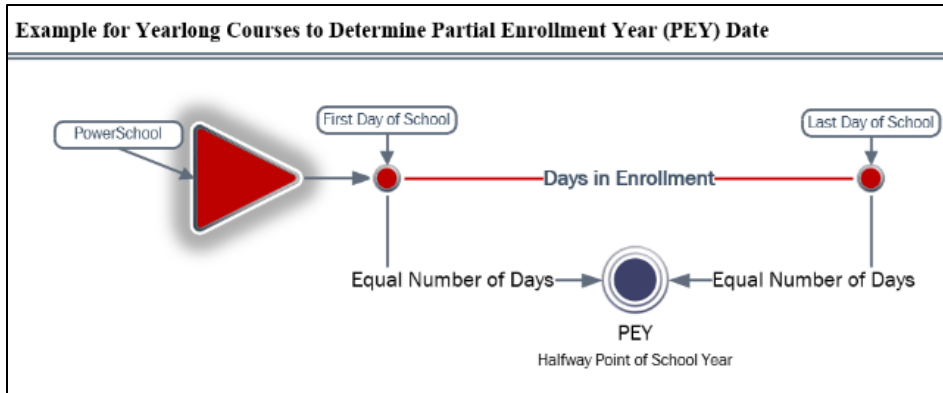 Example for Yearlong Courses to Determine Partial Enrollment Year (PEY) Date
PowerSchool
First Day of School
Last Day of School
Days in Enrollment
Equal Number of Days
Equal Number of Days
PEY
Halfway Point of School Year